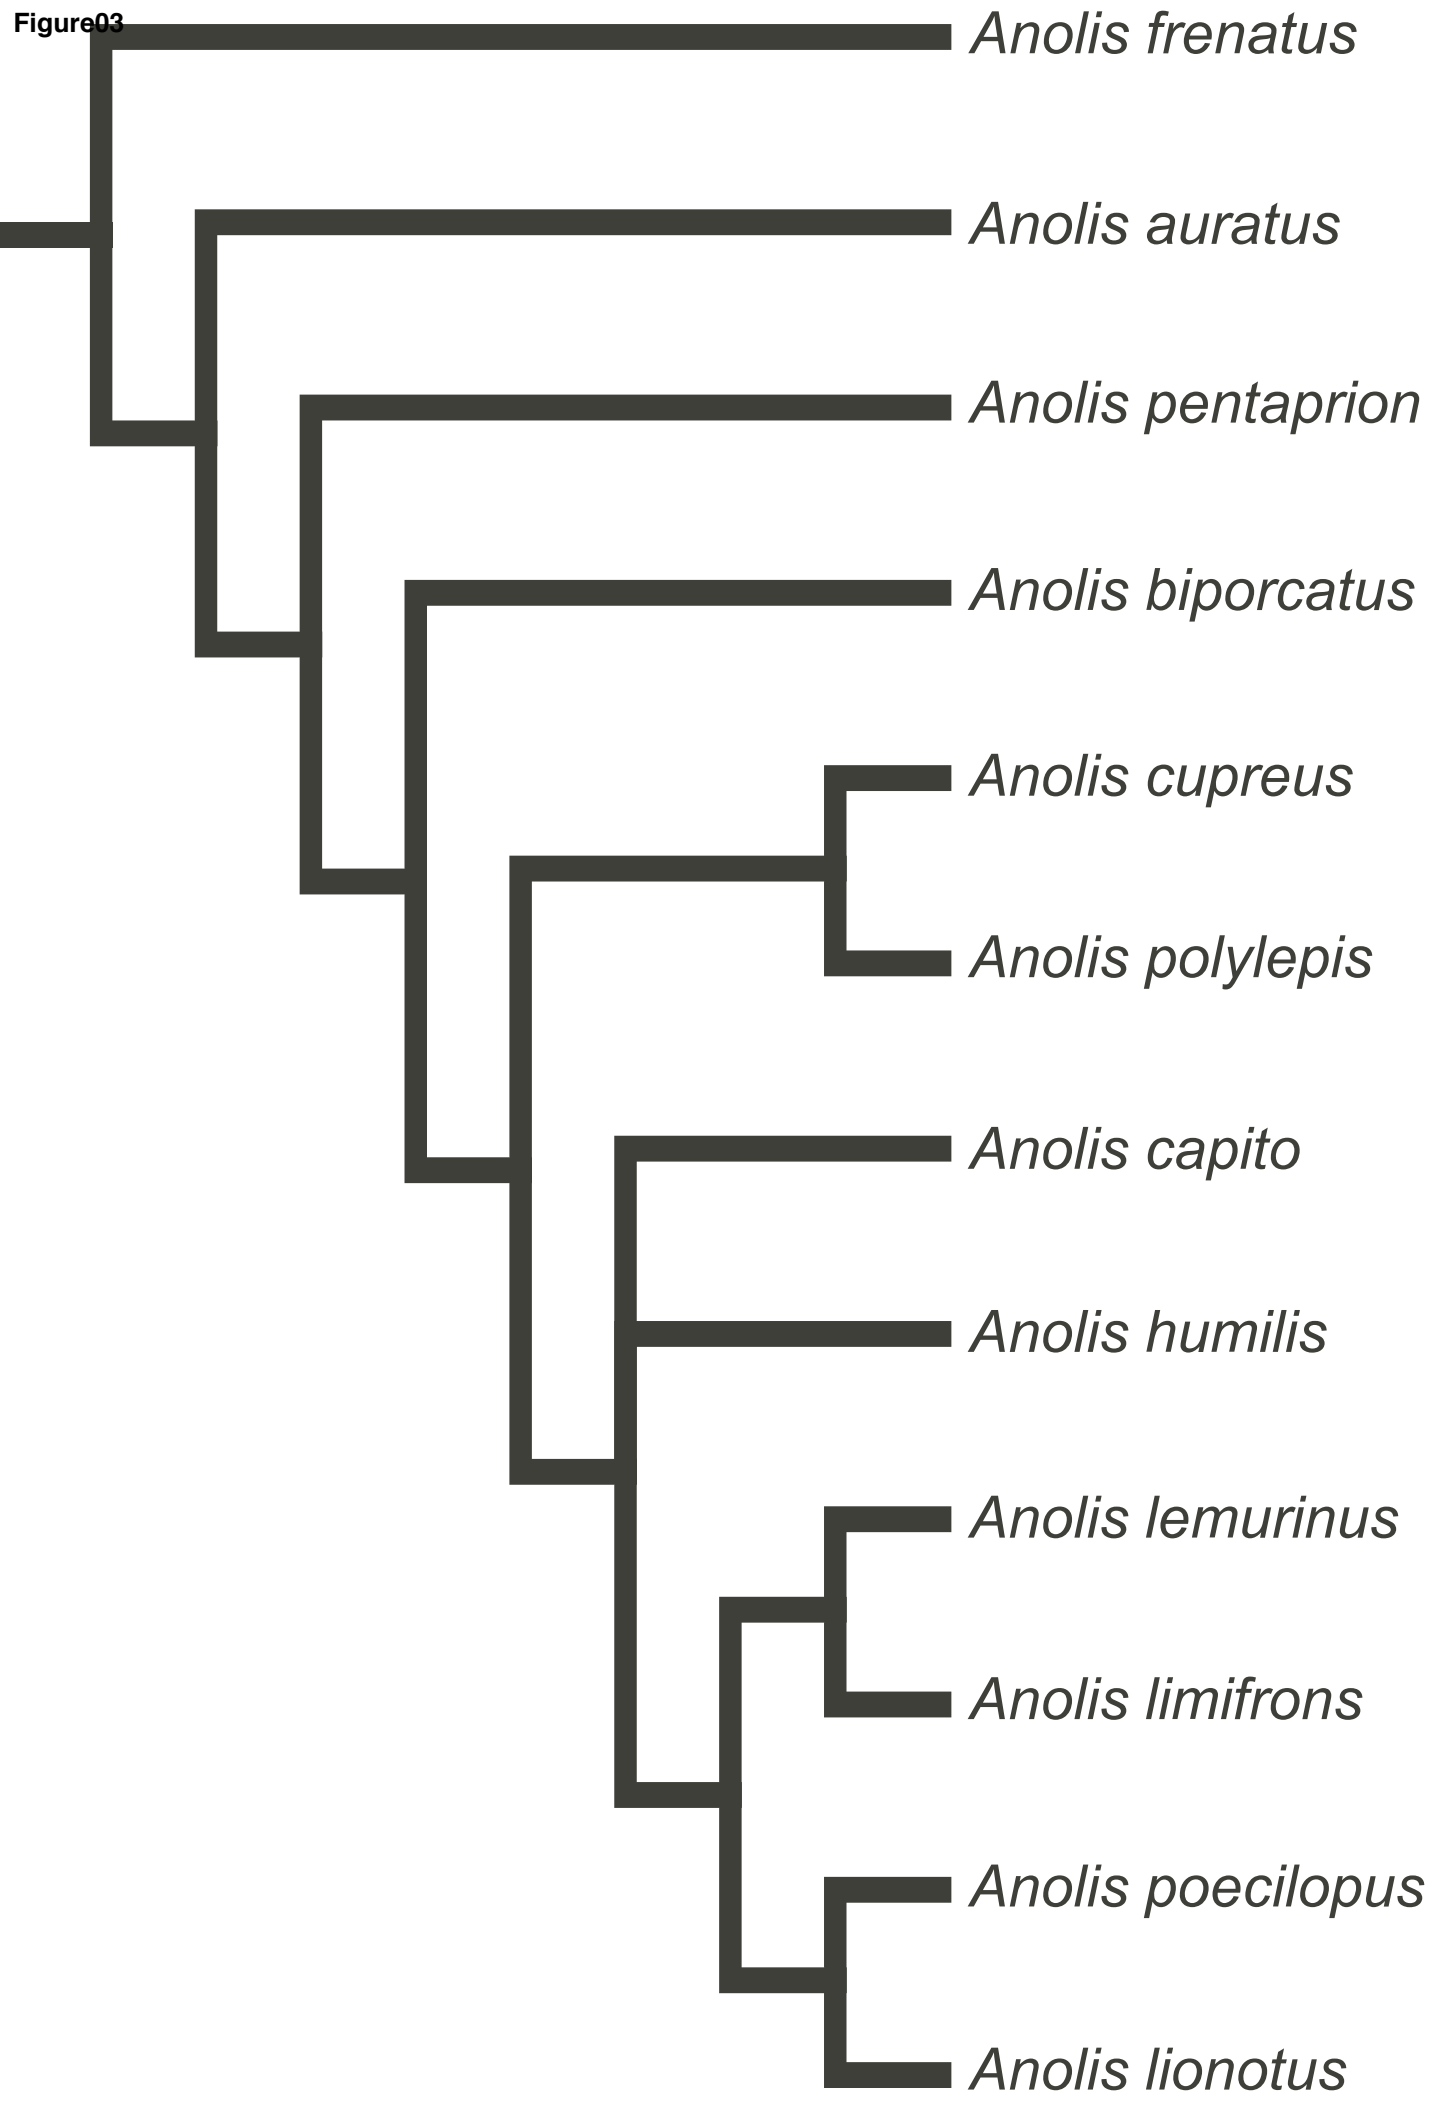 Figure03
Anolis frenatus
Anolis auratus
Anolis pentaprion
Anolis biporcatus
Anolis cupreus
Anolis polylepis
Anolis capito
Anolis humilis
Anolis lemurinus
Anolis limifrons
Anolis poecilopus
Anolis lionotus